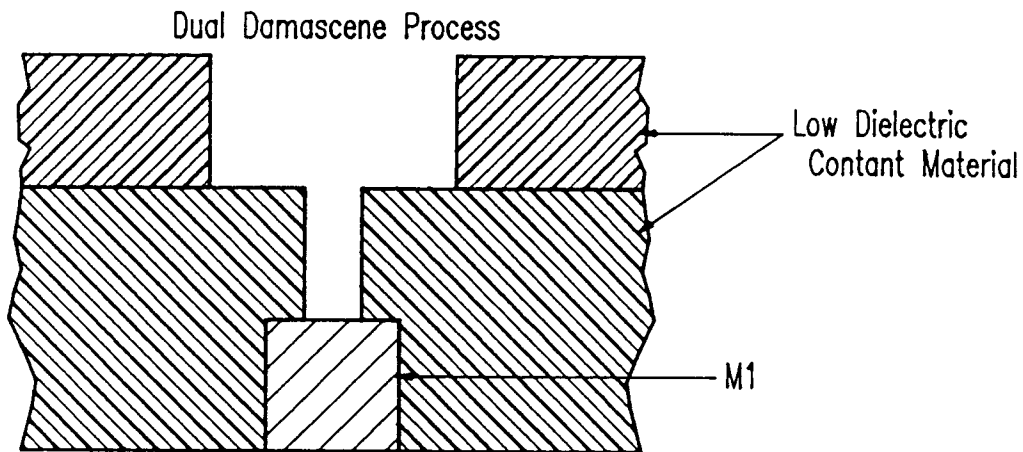 Dual Damascene Process
Low Dielectric
Contant Material
M1